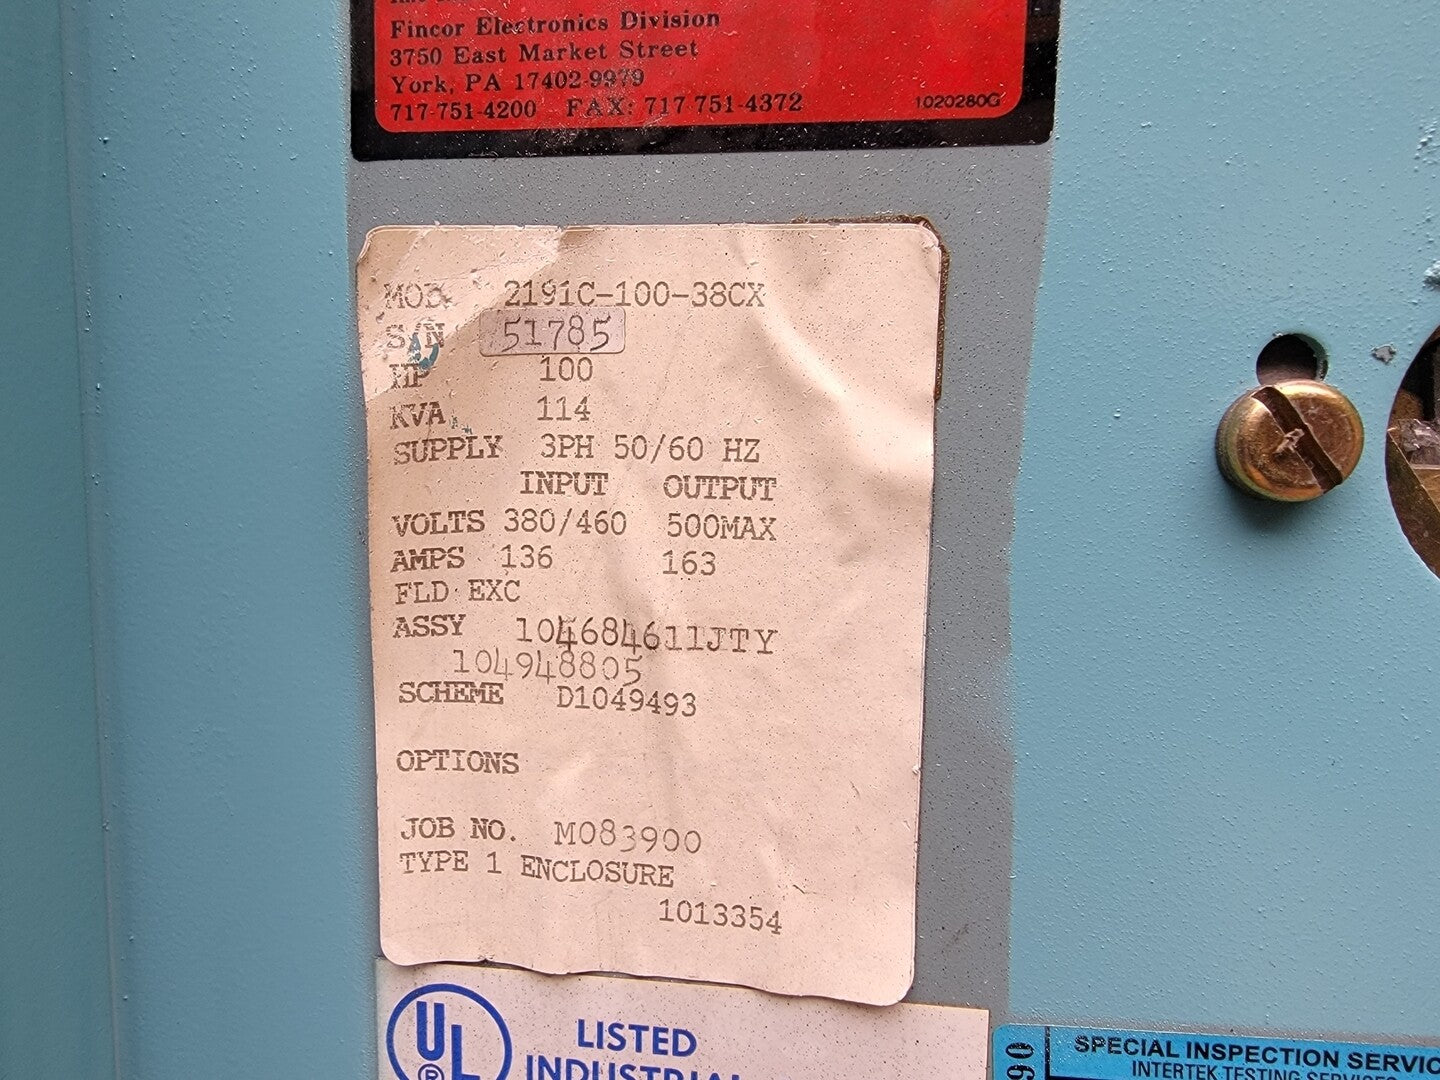 Fincor Electronics Division
3750 East Market Street
York, PA 17402-9979
717-751-4200 FAX: 717 751-4372
1020280G
MOD. 2191C-100-38CX
S/N 51785
HP 100
KVA 114
SUPPLY 3PH 50/60 HZ
INPUT OUTPUT
VOLTS 380/460 500MAX
AMPS 136 163
FLD EXC
ASSY 104684611JTY
104948805
SCHEME D1049493
OPTIONS
JOB NO. M083900
TYPE 1 ENCLOSURE
1013354
UL ®
LISTED
INDUSTRIAL
SPECIAL INSPECTION SERVIC
INTERTEK TESTING SERVICES